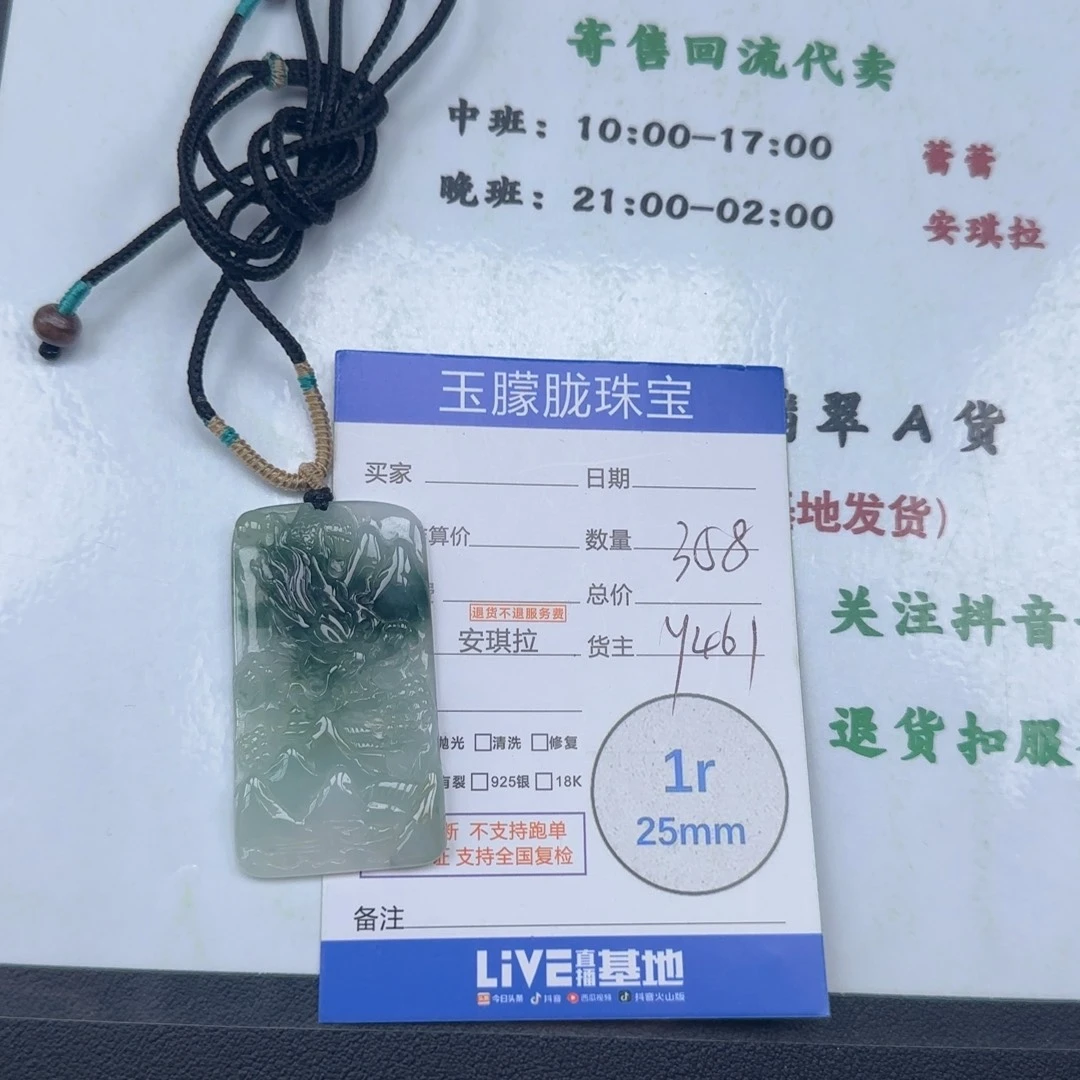 寄售回流代卖
中班：10:00-17:00 蕾蕾
晚班：21:00-02:00 安琪拉
翠 A 货
地发货）
关注抖音
退货扣服
玉朦胧珠宝
买家 日期
算价 数量 358
总价
退货不退服务费
安琪拉 货主 Y461
抛光 □清洗 □修复
有裂 □925银 □18K
新 不支持跑单
证 支持全国复检
1r
25mm
备注
LiVE直播基地
今日头条 抖音 西瓜视频 抖音火山版